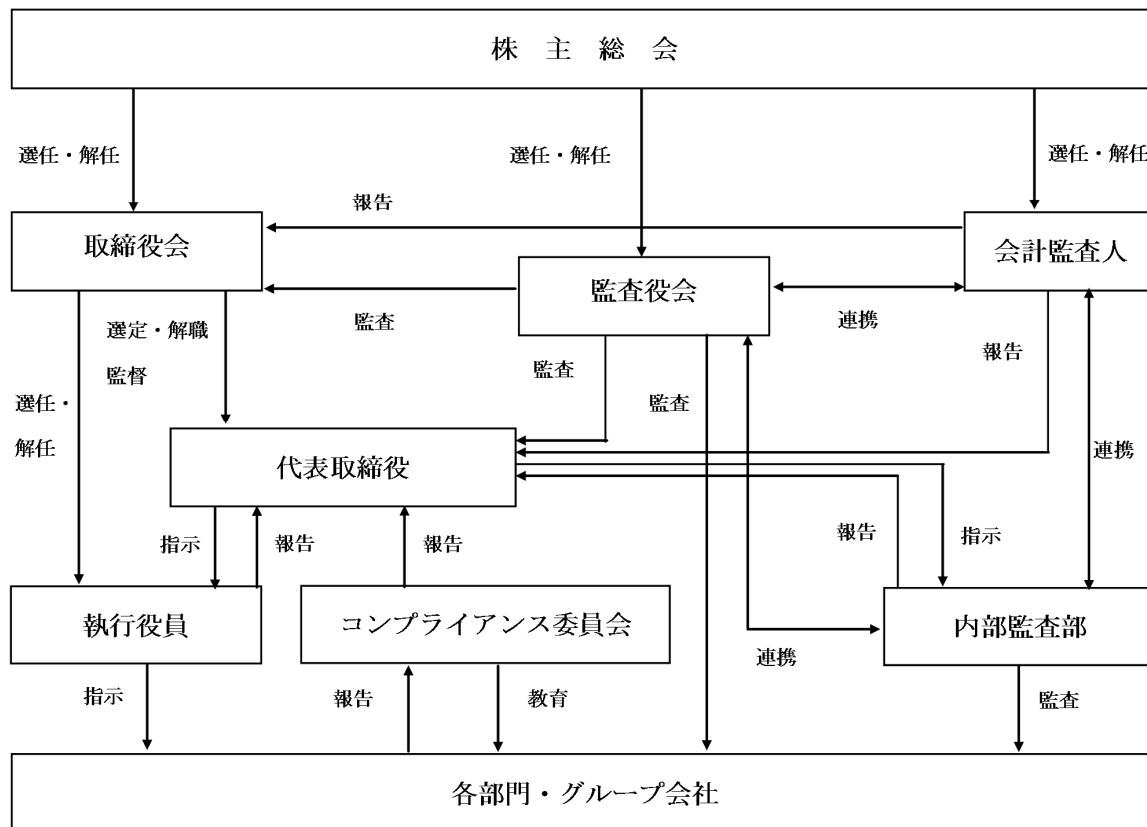 株　主　総　会
選任・解任
選任・解任
選任・解任
報告
取締役会
会計監査人
監査役会
監査
連携
選定・解職
監督
報告
監査
監査
選任・
解任
代表取締役
連携
指示
報告
報告
報告
指示
執行役員
コンプライアンス委員会
内部監査部
連携
指示
報告
教育
監査
各部門・グループ会社